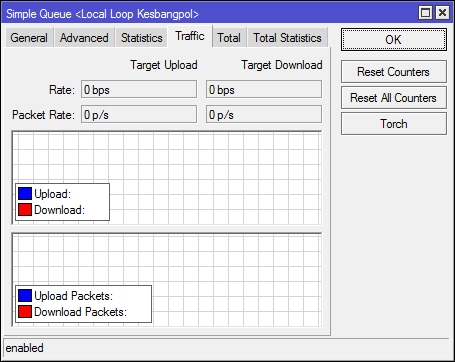 Simple Queue <Local Loop Kesbangpol>
General Advanced Statistics Traffic Total Total Statistics
OK
Reset Counters
Reset All Counters
Torch
Target Upload Target Download
Rate: 0 bps 0 bps
Packet Rate: 0 p/s 0 p/s
Upload:
Download:
Upload Packets:
Download Packets:
enabled